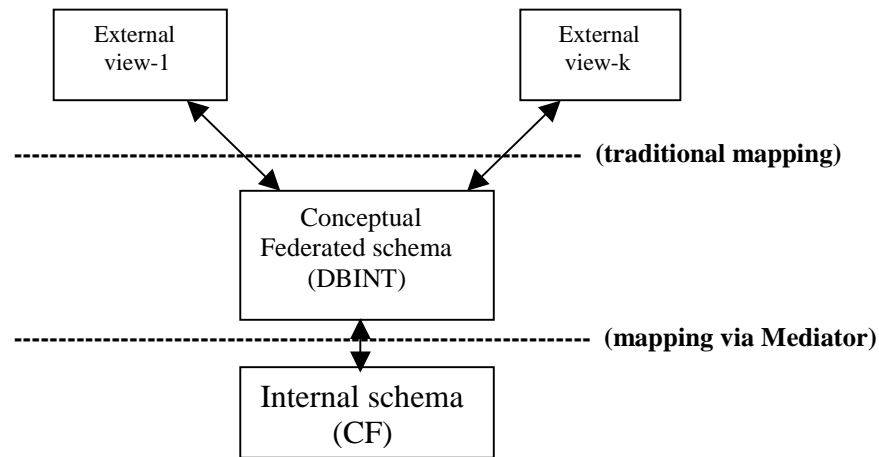 External
view-1
External
view-k
(traditional mapping)
Conceptual
Federated schema
(DBINT)
(mapping via Mediator)
Internal schema
(CF)